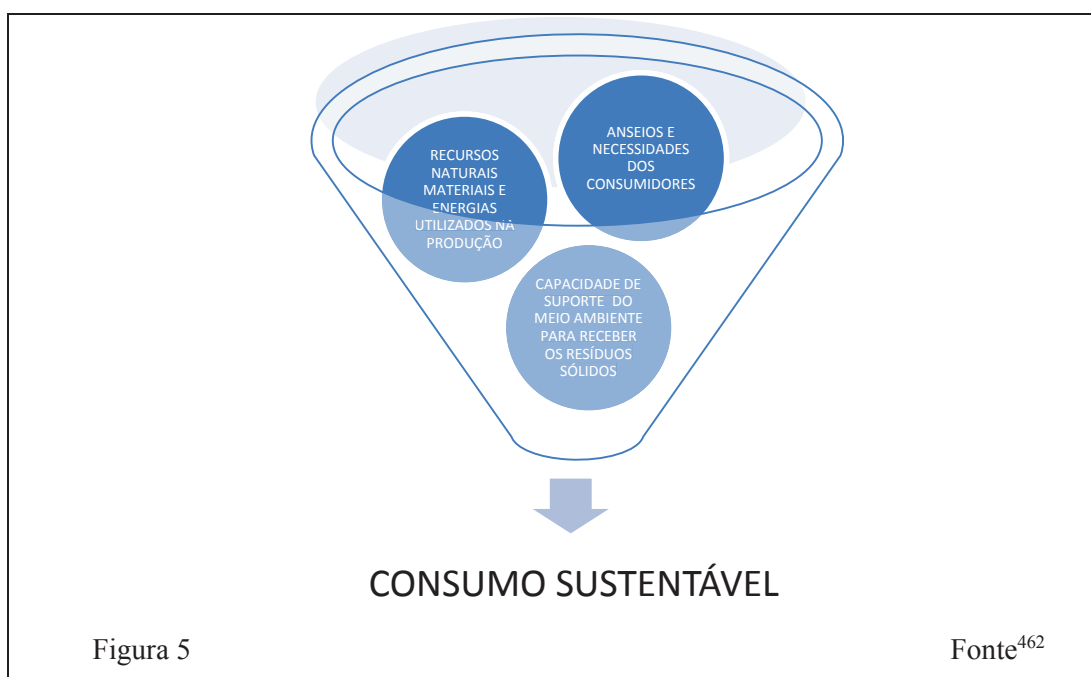 RECURSOS
NATURAIS
MATERIAIS E
ENERGIAS
UTILIZADOS NA
PRODUÇÃO
ANSEIOS E
NECESSIDADES
DOS
CONSUMIDORES
CAPACIDADE DE
SUPORTE DO
MEIO AMBIENTE
PARA RECEBER
OS RESÍDUOS
SÓLIDOS
CONSUMO SUSTENTÁVEL
Figura 5
Fonte462